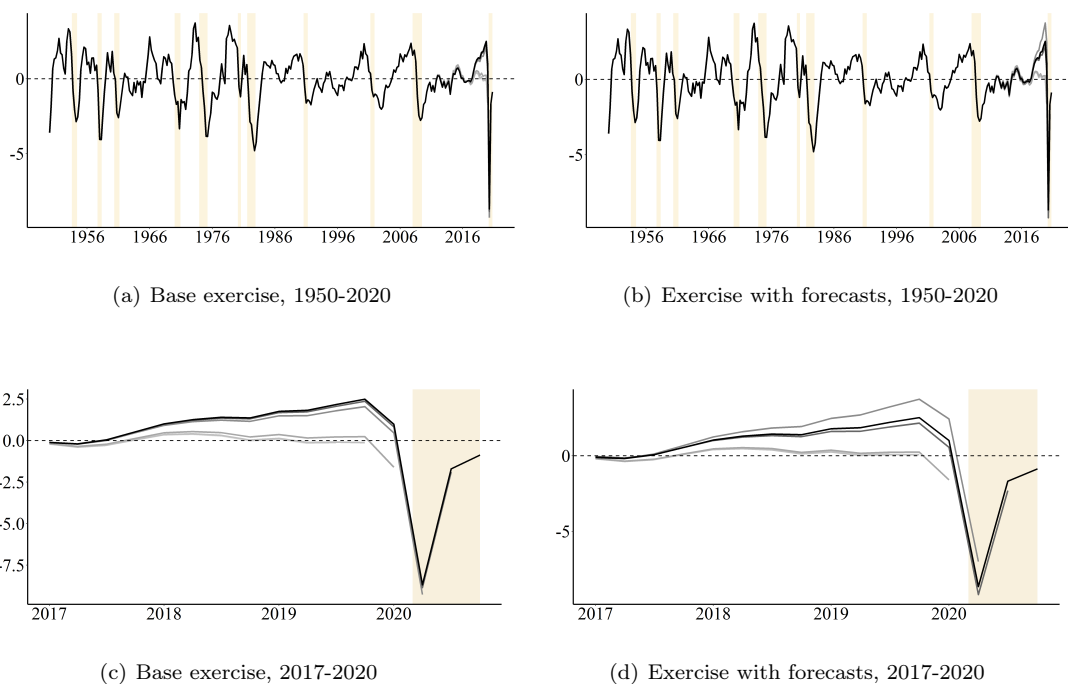 0
-5
1956 1966 1976 1986 1996 2006 2016
(a) Base exercise, 1950-2020
0
-5
1956 1966 1976 1986 1996 2006 2016
(b) Exercise with forecasts, 1950-2020
2.5
0.0
-2.5
-5.0
-7.5
2017 2018 2019 2020
(c) Base exercise, 2017-2020
0
-5
2017 2018 2019 2020
(d) Exercise with forecasts, 2017-2020